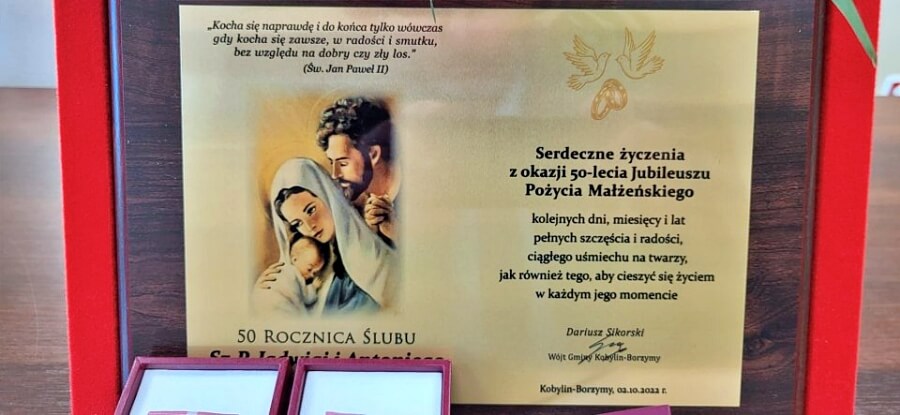 „Kocha się naprawdę i do końca tylko wówczas
gdy kocha się zawsze, w radości i smutku,
bez względu na dobry czy zły los.”
(Św. Jan Paweł II)
50 Rocznica Ślubu
Sz.P. Jadwigi i Antoniego
Serdeczne życzenia
z okazji 50-lecia Jubileuszu
Pożycia Małżeńskiego
kolejnych dni, miesięcy i lat
pełnych szczęścia i radości,
ciągłego uśmiechu na twarzy,
jak również tego, aby cieszyć się życiem
w każdym jego momencie
Dariusz Sikorski
Wójt Gminy Kobylin-Borzymy
Kobylin-Borzymy, 02.10.2022 r.